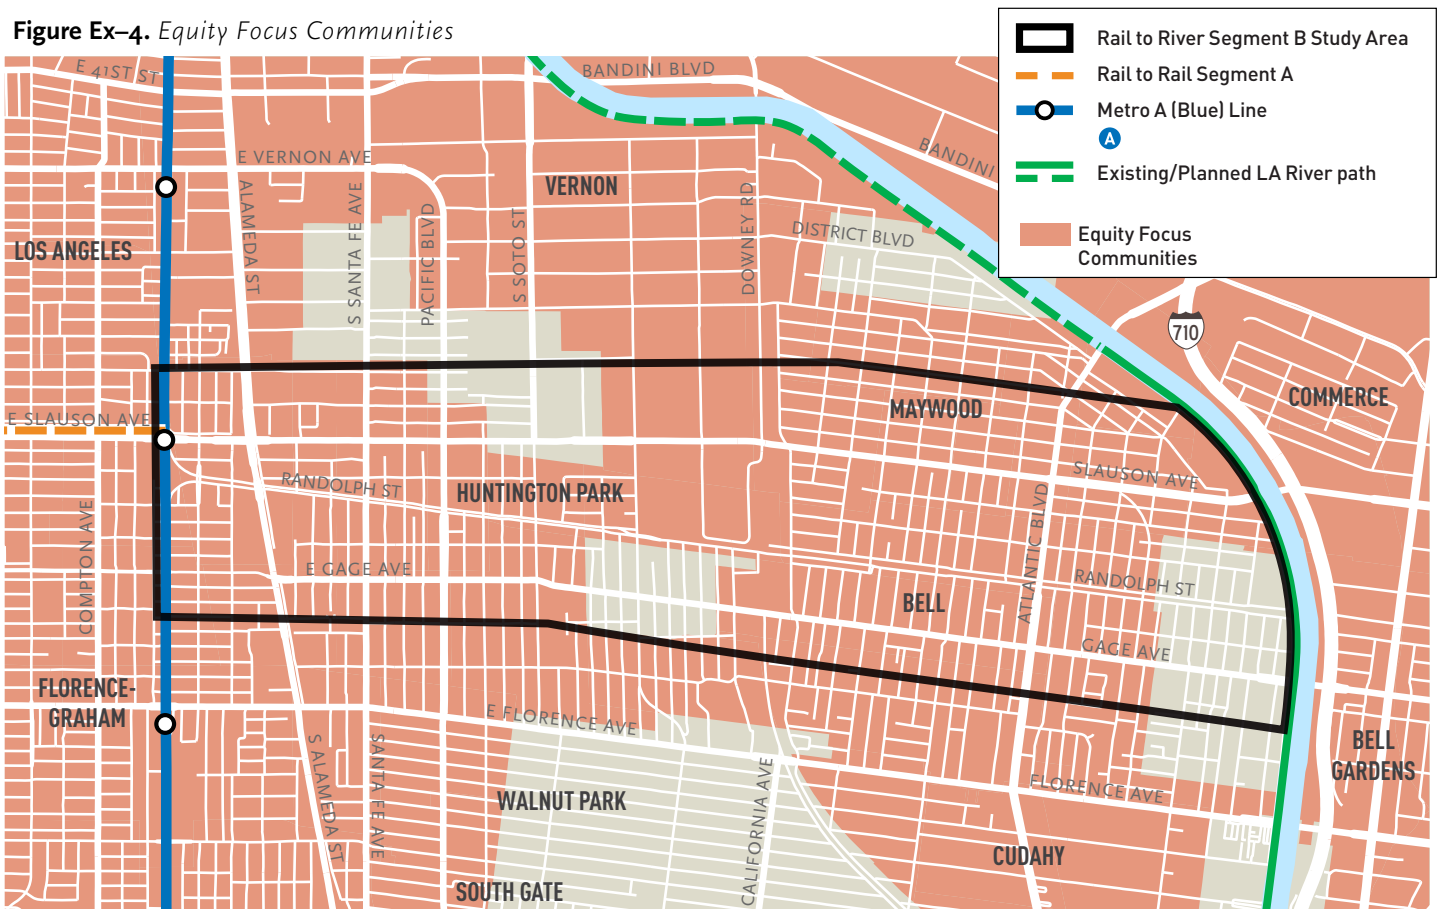 Figure Ex–4. Equity Focus Communities
Rail to River Segment B Study Area
Rail to Rail Segment A
Metro A (Blue) Line
A
Existing/Planned LA River path
Equity Focus
Communities
E 41ST ST
BANDINI BLVD
BANDINI
E VERNON AVE
VERNON
ALAMEDA ST
S SANTA FE AVE
PACIFIC BLVD
S SOTO ST
DOWNEY RD
DISTRICT BLVD
LOS ANGELES
710
COMMERCE
MAYWOOD
E SLAUSON AVE
SLAUSON AVE
RANDOLPH ST
HUNTINGTON PARK
COMPTON AVE
ATLANTIC BLVD
E GAGE AVE
RANDOLPH ST
BELL
GAGE AVE
FLORENCE-
GRAHAM
E FLORENCE AVE
S ALAMEDA ST
SANTA FE AVE
BELL
GARDENS
CALIFORNIA AVE
FLORENCE AVE
WALNUT PARK
CUDAHY
SOUTH GATE